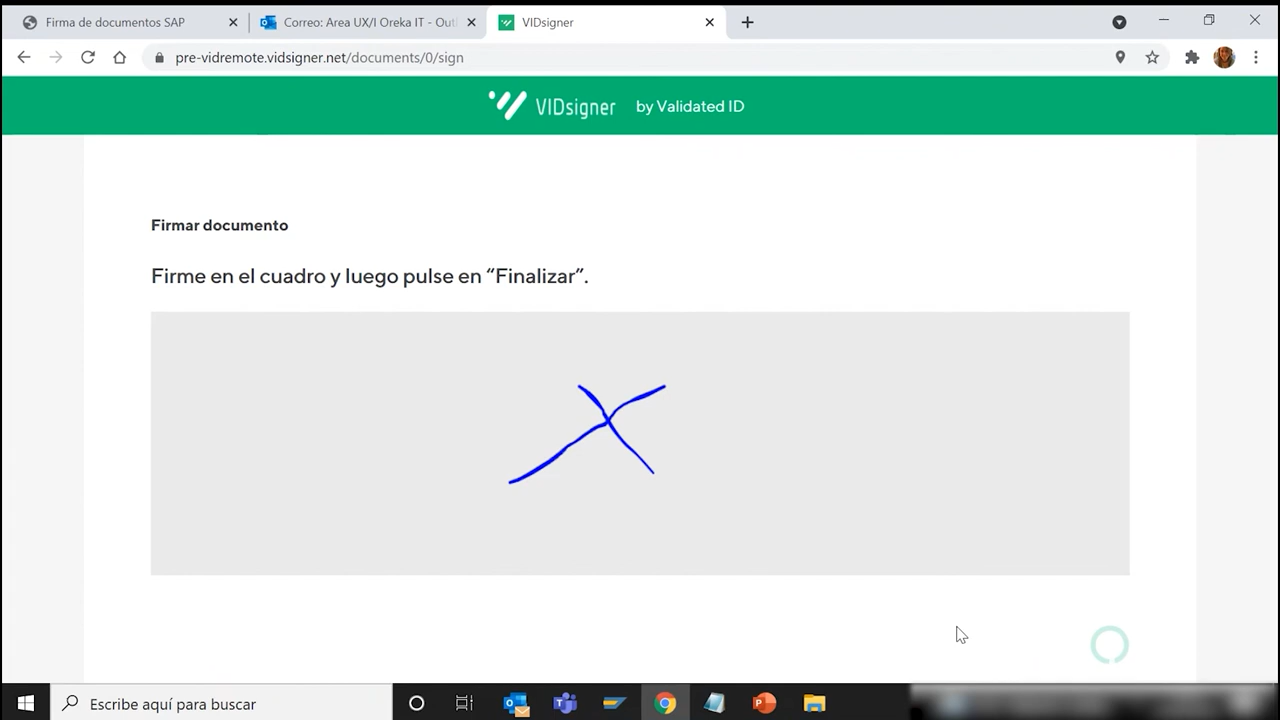 Firma de documentos SAP
Correo: Area UX/I Oreka IT - Outl
VIDsigner
pre-vidremote.vidsigner.net/documents/0/sign
VIDsigner by Validated ID
Firmar documento
Firme en el cuadro y luego pulse en “Finalizar”.
Escribe aquí para buscar